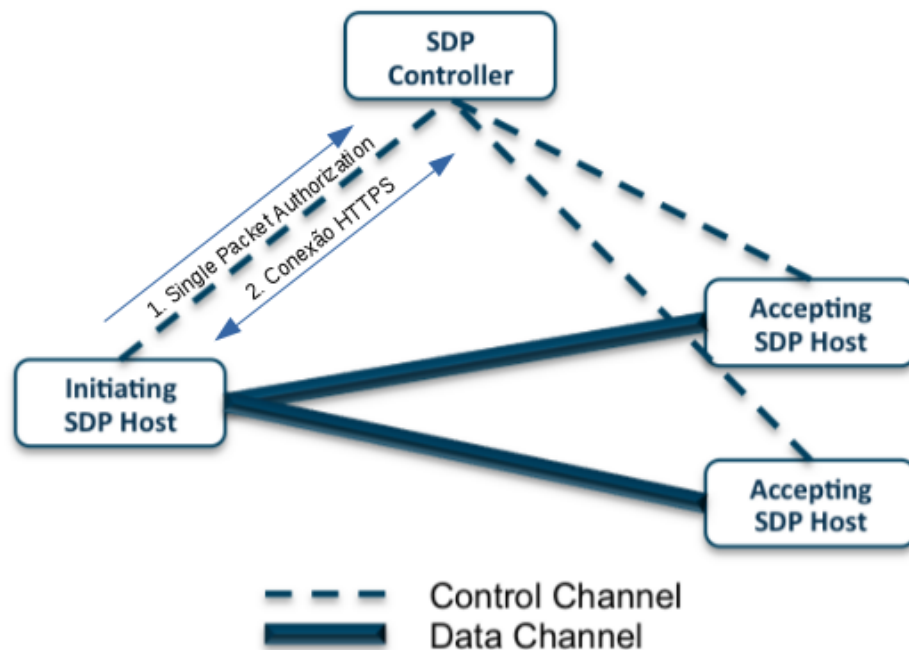 SDP
Controller
1. Single Packet Authorization
2. Conexão HTTPS
Accepting
SDP Host
Initiating
SDP Host
Accepting
SDP Host
Control Channel
Data Channel